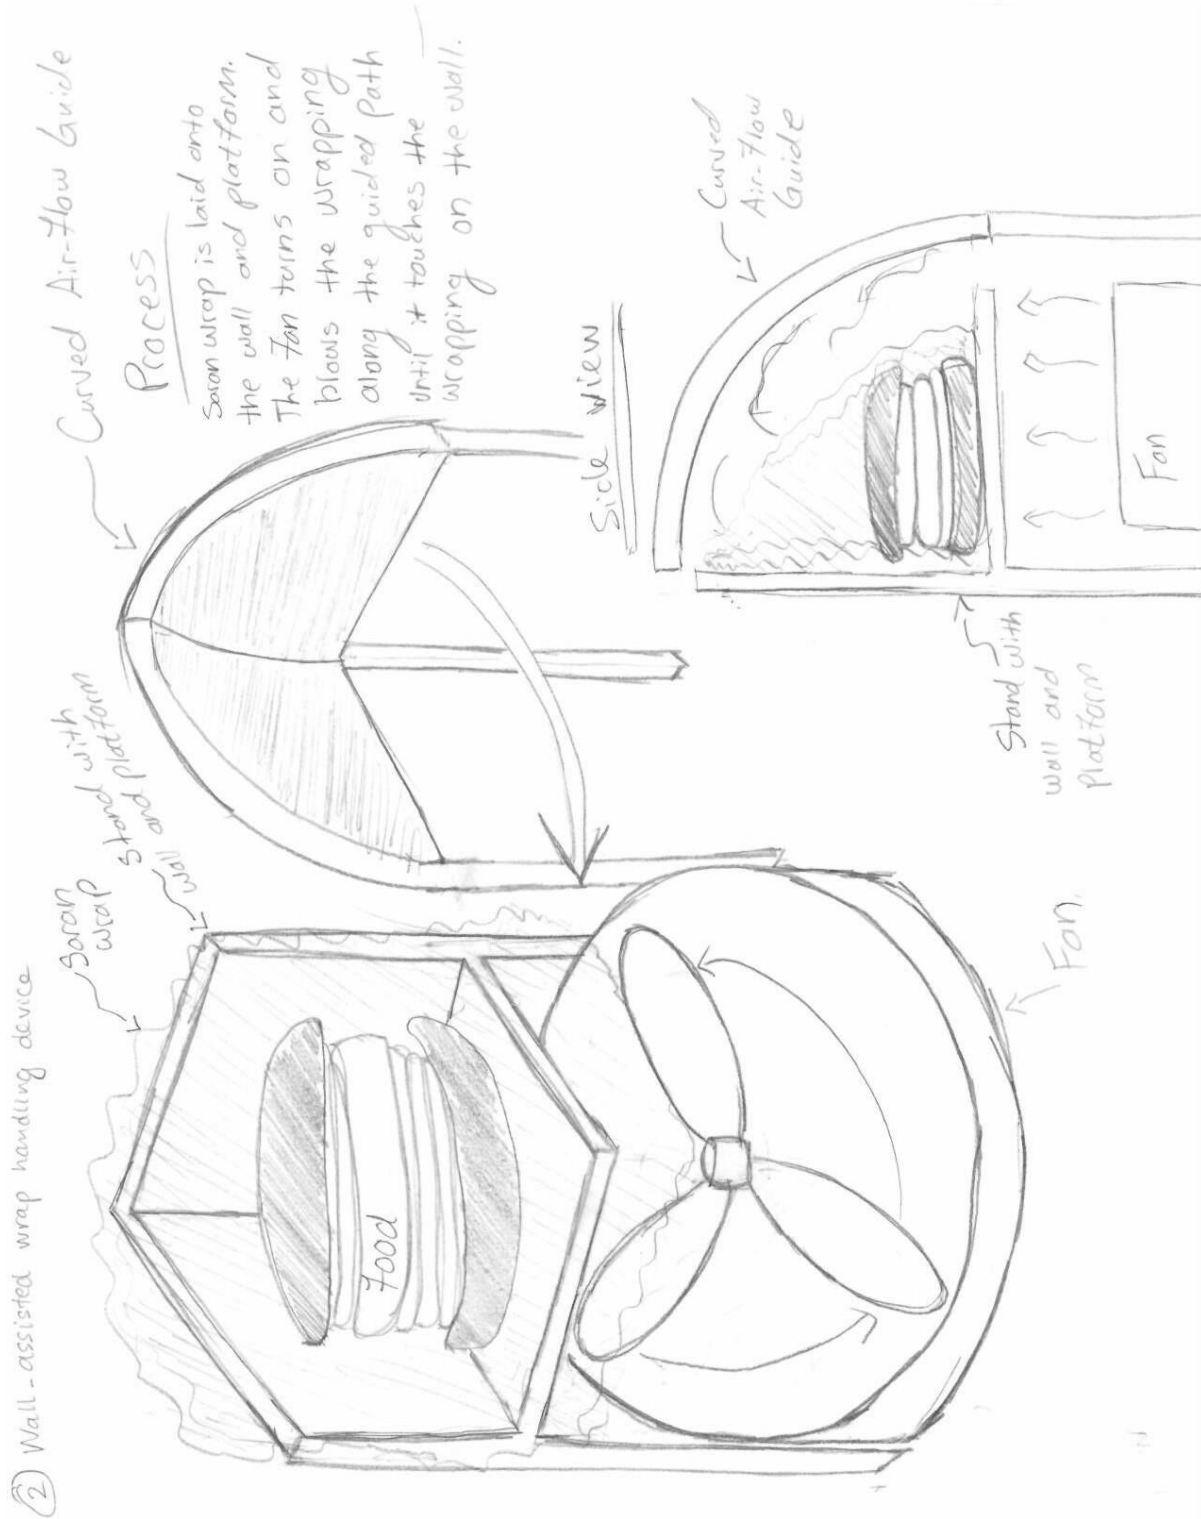 ② Wall-assisted wrap handling device
Saran
wrap
Stand with
wall and platform
Curved Air-Flow Guide
Process
Saran wrap is laid onto
the wall and platform.
The fan turns on and
blows the wrapping
along the guided path
until it touches the
wrapping on the wall.
Food
Fan.
Side view
Curved
Air-Flow
Guide
Stand with
wall and
platform
Fan